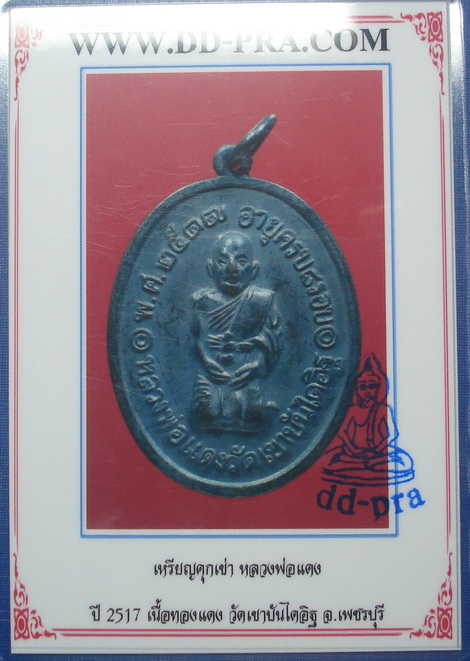 WWW.DD-PRA.COM
พ.ศ.๒๕๑๗ อายุครบ๘รอบ
หลวงพ่อแดงวัดเขาบันไดอิฐ
dd-pra
เหรียญคุกเข่า หลวงพ่อแดง
ปี 2517 เนื้อทองแดง วัดเขาบันไดอิฐ จ.เพชรบุรี